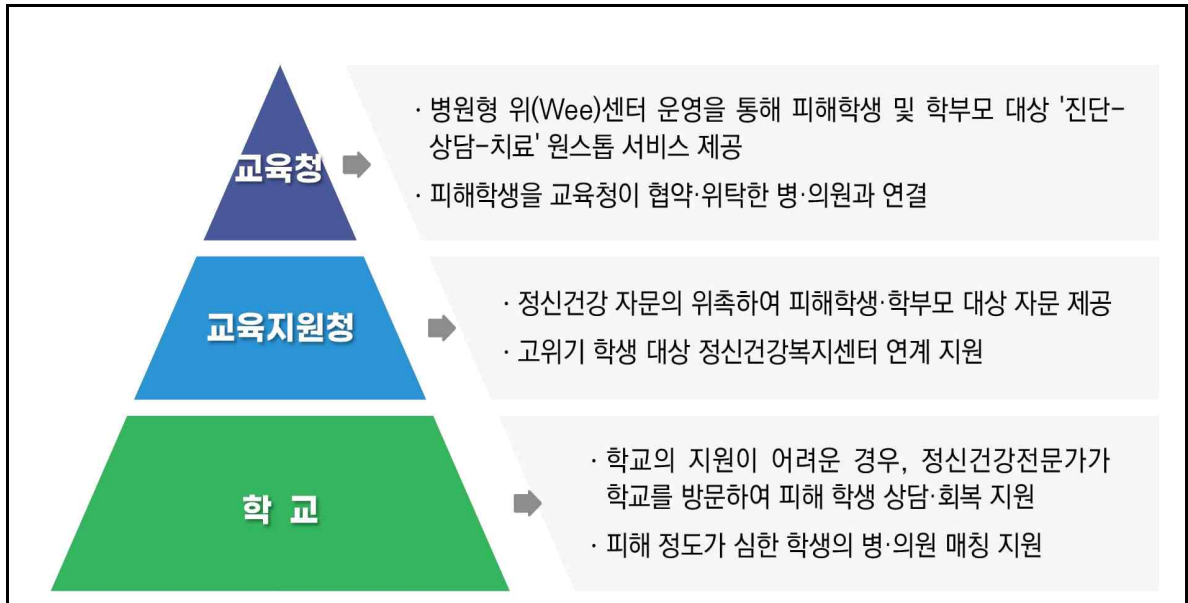 교육청
· 병원형 위(Wee)센터 운영을 통해 피해학생 및 학부모 대상 '진단-
상담-치료' 원스톱 서비스 제공
· 피해학생을 교육청이 협약·위탁한 병·의원과 연결
교육지원청
· 정신건강 자문의 위촉하여 피해학생·학부모 대상 자문 제공
· 고위기 학생 대상 정신건강복지센터 연계 지원
학 교
· 학교의 지원이 어려운 경우, 정신건강전문가가
학교를 방문하여 피해 학생 상담·회복 지원
· 피해 정도가 심한 학생의 병·의원 매칭 지원